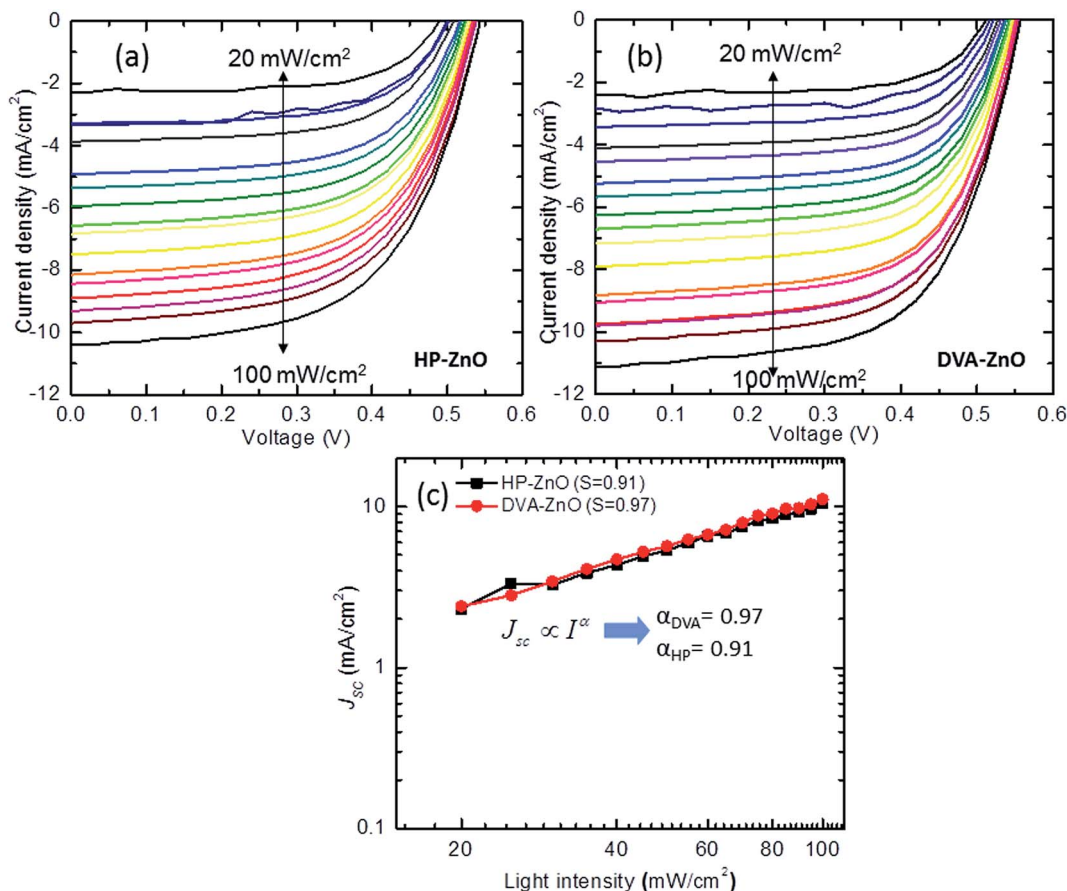 (a)
20 mW/cm²
100 mW/cm²
HP-ZnO
0
-2
-4
-6
-8
-10
-12
Current density (mA/cm²)
0.0 0.1 0.2 0.3 0.4 0.5 0.6
Voltage (V)
(b)
20 mW/cm²
100 mW/cm²
DVA-ZnO
0
-2
-4
-6
-8
-10
-12
Current density (mA/cm²)
0.0 0.1 0.2 0.3 0.4 0.5 0.6
Voltage (V)
(c)
HP-ZnO (S=0.91)
DVA-ZnO (S=0.97)
J_sc ∝ I^α
α_DVA= 0.97
α_HP= 0.91
10
1
0.1
J_SC (mA/cm²)
20 40 60 80 100
Light intensity (mW/cm²)